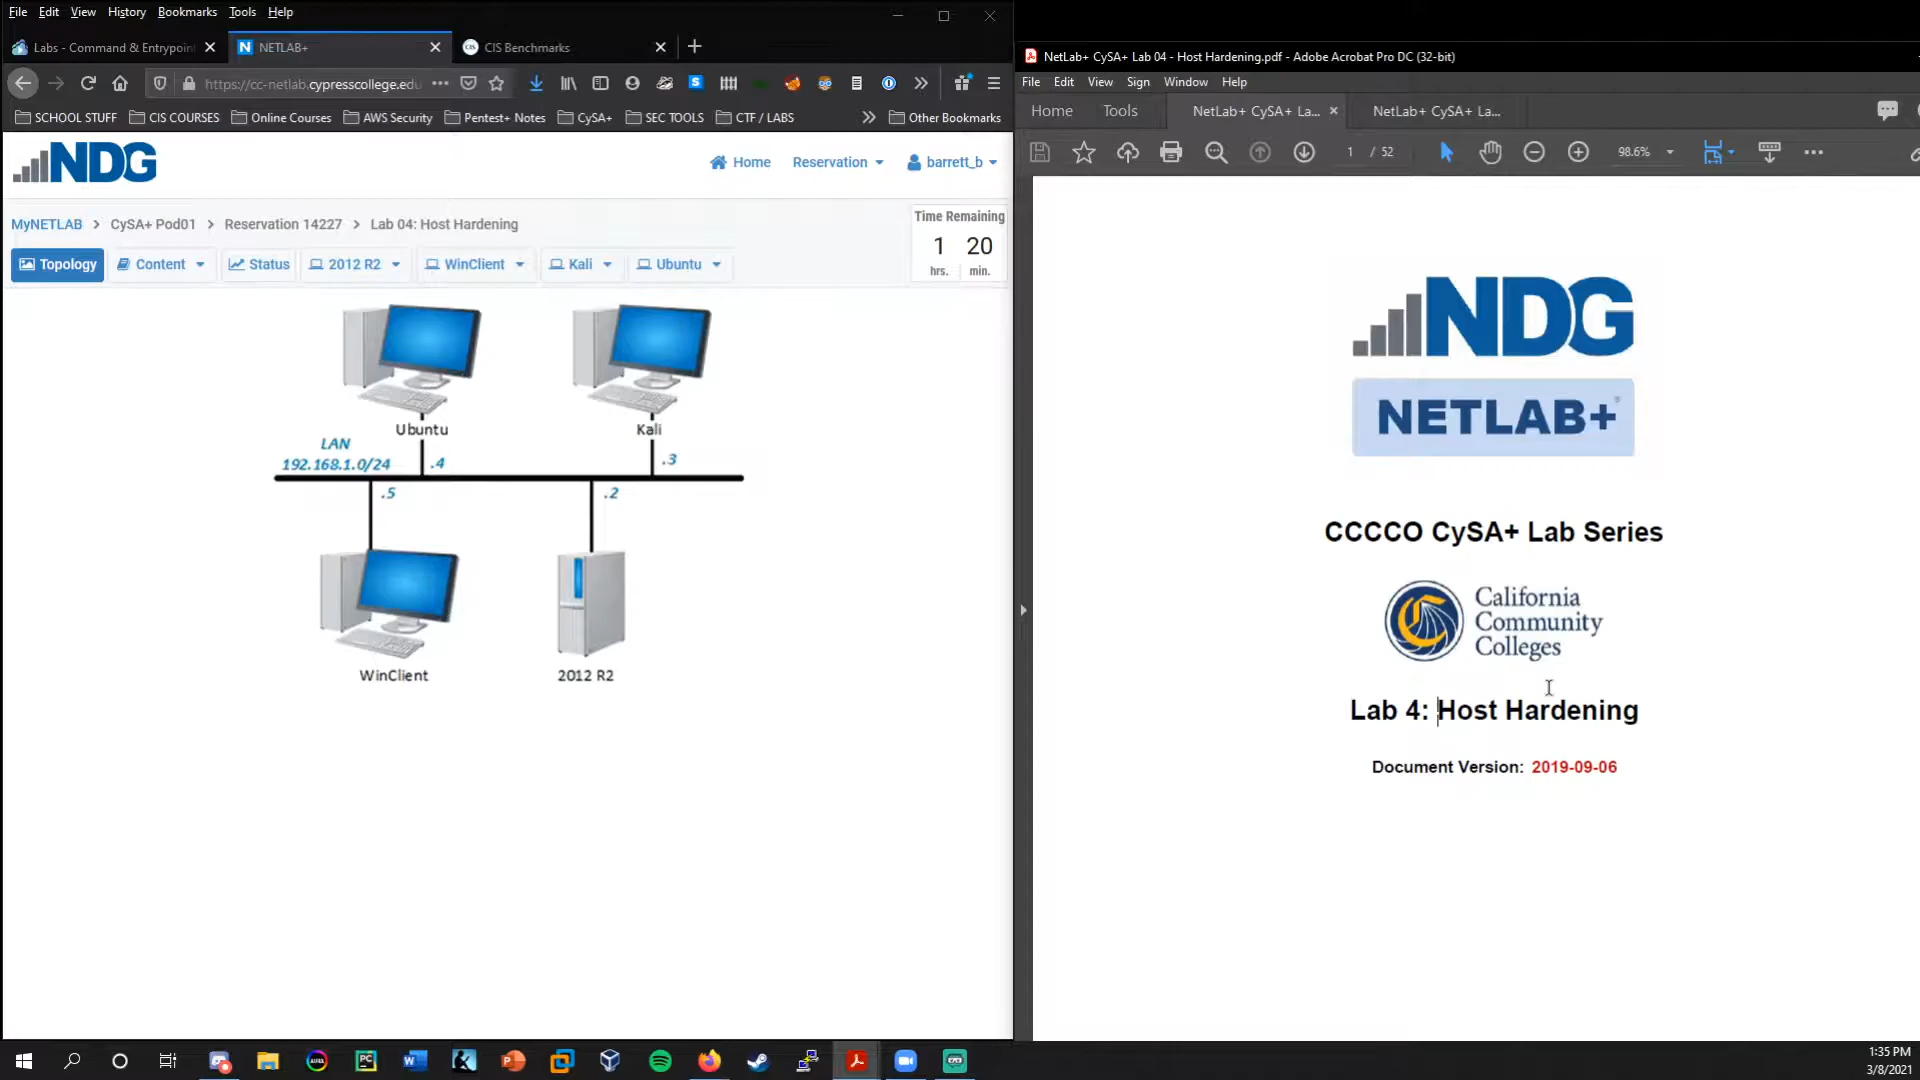 File Edit View History Bookmarks Tools Help
Labs - Command & Entrypoin
NETLAB+
CIS Benchmarks
https://cc-netlab.cypresscollege.edu
SCHOOL STUFF CIS COURSES Online Courses AWS Security Pentest+ Notes CySA+ SEC TOOLS CTF / LABS Other Bookmarks
NDG
Home Reservation barrett_b
MyNETLAB > CySA+ Pod01 > Reservation 14227 > Lab 04: Host Hardening
Time Remaining
1 20
hrs. min.
Topology Content Status 2012 R2 WinClient Kali Ubuntu
Ubuntu
Kali
LAN
192.168.1.0/24
.4
.3
.5
.2
WinClient
2012 R2
NetLab+ CySA+ Lab 04 - Host Hardening.pdf - Adobe Acrobat Pro DC (32-bit)
File Edit View Sign Window Help
Home Tools NetLab+ CySA+ La... NetLab+ CySA+ La...
1 / 52 98.6%
NDG
NETLAB+
CCCCO CySA+ Lab Series
California
Community
Colleges
Lab 4: Host Hardening
Document Version: 2019-09-06
1:35 PM
3/8/2021